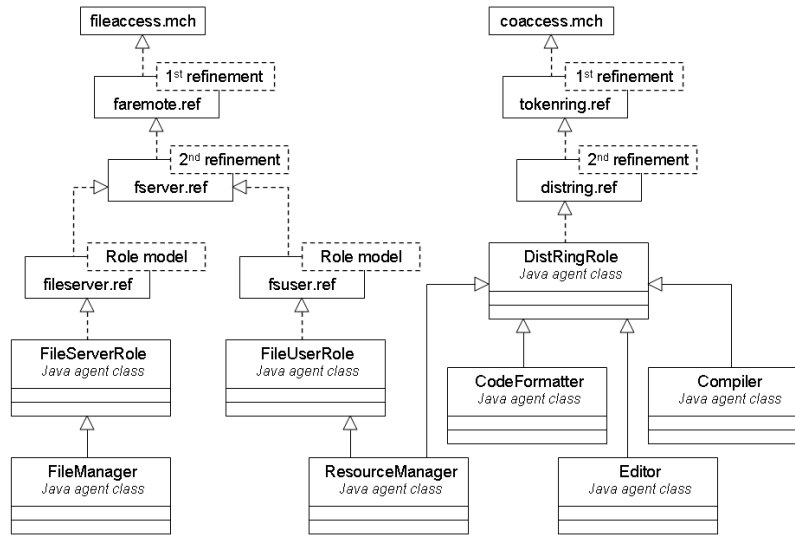 fileaccess.mch
coaccess.mch
1st refinement
1st refinement
faremote.ref
tokenring.ref
2nd refinement
2nd refinement
fserver.ref
distring.ref
Role model
Role model
DistRingRole
Java agent class
fileserver.ref
fsuser.ref
FileServerRole
Java agent class
FileUserRole
Java agent class
CodeFormatter
Java agent class
Compiler
Java agent class
FileManager
Java agent class
ResourceManager
Java agent class
Editor
Java agent class